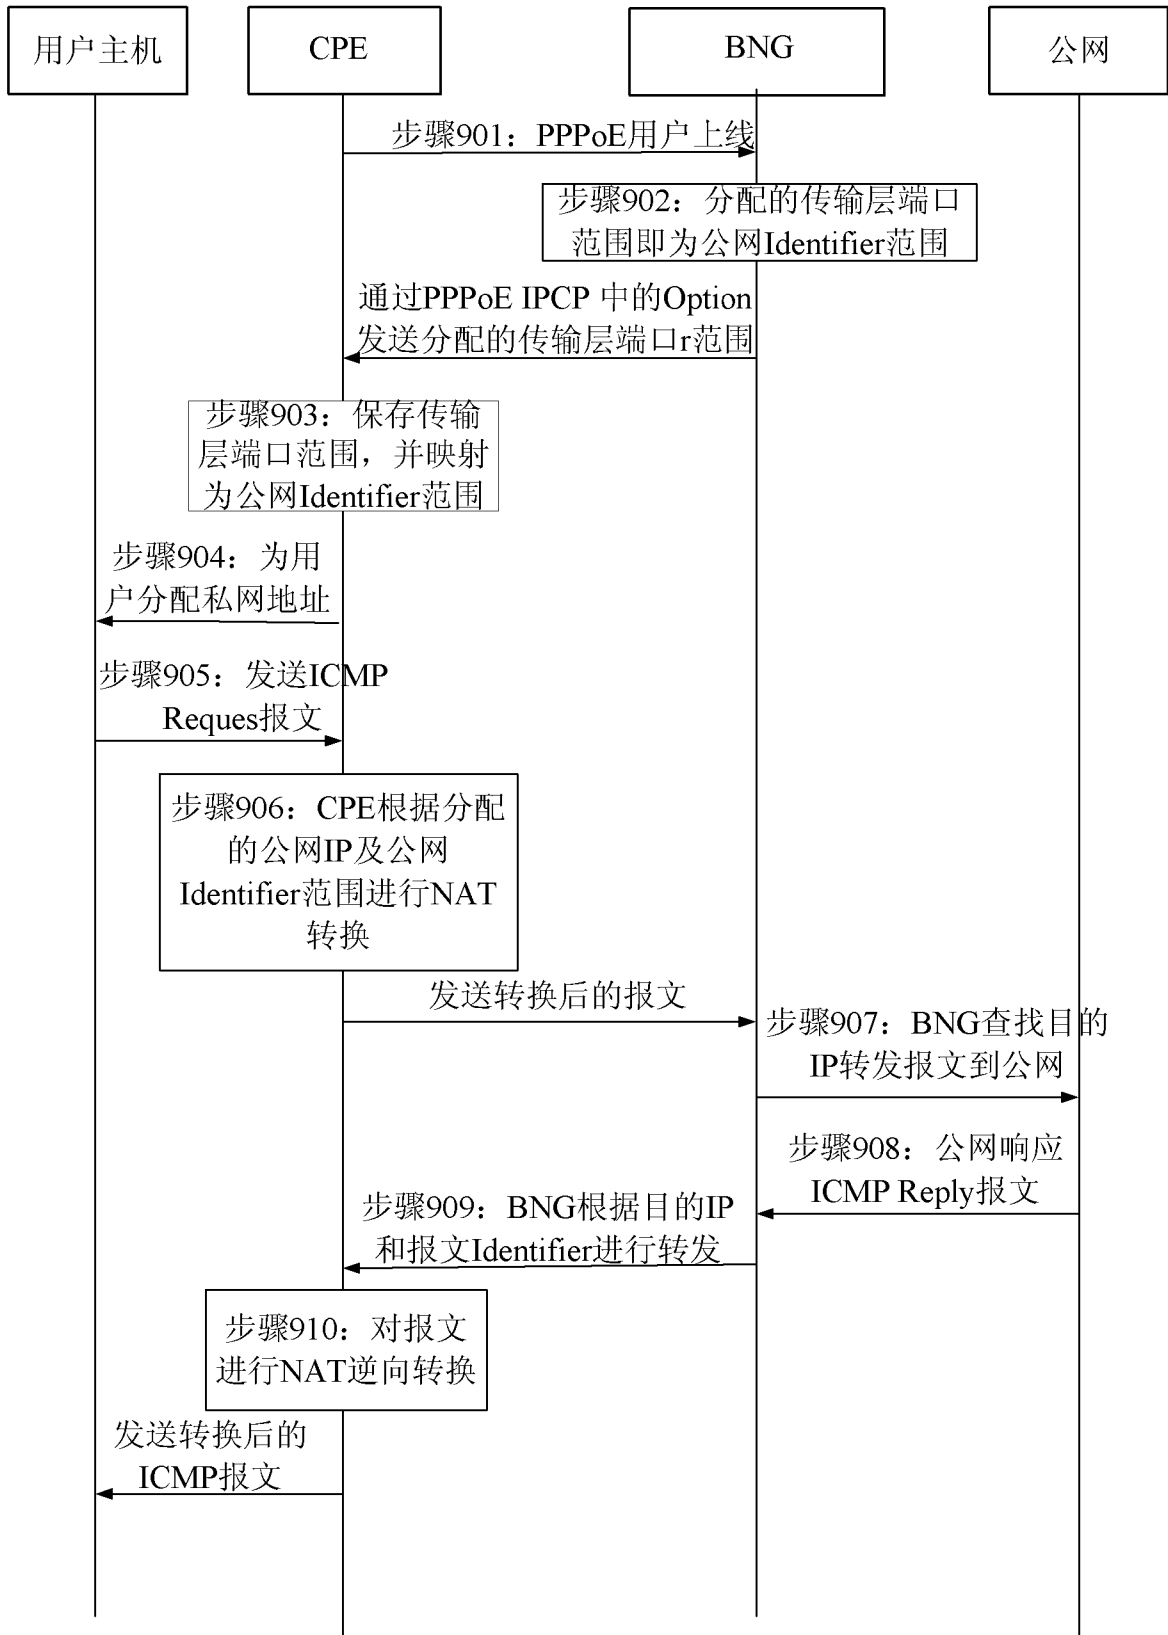 用户主机
CPE
BNG
公网
步骤901：PPPoE用户上线
步骤902：分配的传输层端口
范围即为公网Identifier范围
通过PPPoE IPCP 中的Option
发送分配的传输层端口r范围
步骤903：保存传输
层端口范围，并映射
为公网Identifier范围
步骤904：为用
户分配私网地址
步骤905：发送ICMP
Reques报文
步骤906：CPE根据分配
的公网IP及公网
Identifier范围进行NAT
转换
发送转换后的报文
步骤907：BNG查找目的
IP转发报文到公网
步骤908：公网响应
ICMP Reply报文
步骤909：BNG根据目的IP
和报文Identifier进行转发
步骤910：对报文
进行NAT逆向转换
发送转换后的
ICMP报文